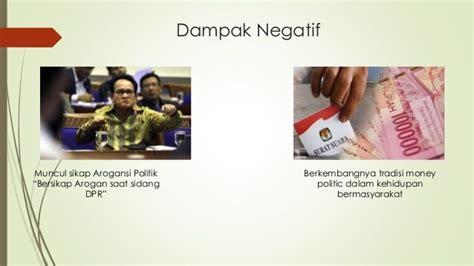 Dampak Negatif
RUPIAH
100000
SURAT SUARA
Muncul sikap Arogansi Politik
"Bersikap Arogan saat sidang
DPR"
Berkembangnya tradisi money
politic dalam kehidupan
bermasyarakat